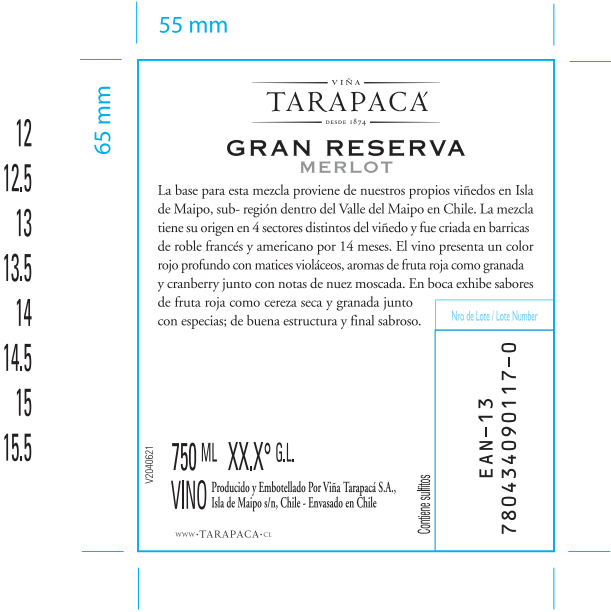 55 mm
65 mm
12
12.5
13
13.5
14
14.5
15
15.5
VIÑA
TARAPACÁ
DESDE 1874
GRAN RESERVA
MERLOT
La base para esta mezcla proviene de nuestros propios viñedos en Isla
de Maipo, sub- región dentro del Valle del Maipo en Chile. La mezcla
tiene su origen en 4 sectores distintos del viñedo y fue criada en barricas
de roble francés y americano por 14 meses. El vino presenta un color
rojo profundo con matices violáceos, aromas de fruta roja como granada
y cranberry junto con notas de nuez moscada. En boca exhibe sabores
de fruta roja como cereza seca y granada junto
con especias; de buena estructura y final sabroso.
Nro de Lote / Lote Number
EAN-13
780434090117-0
V2040621
750 ML XX.X° G.L.
VINO Producido y Embotellado Por Viña Tarapacá S.A.,
Isla de Maipo s/n, Chile - Envasado en Chile
Contiene sulfitos
WWW•TARAPACA•CL